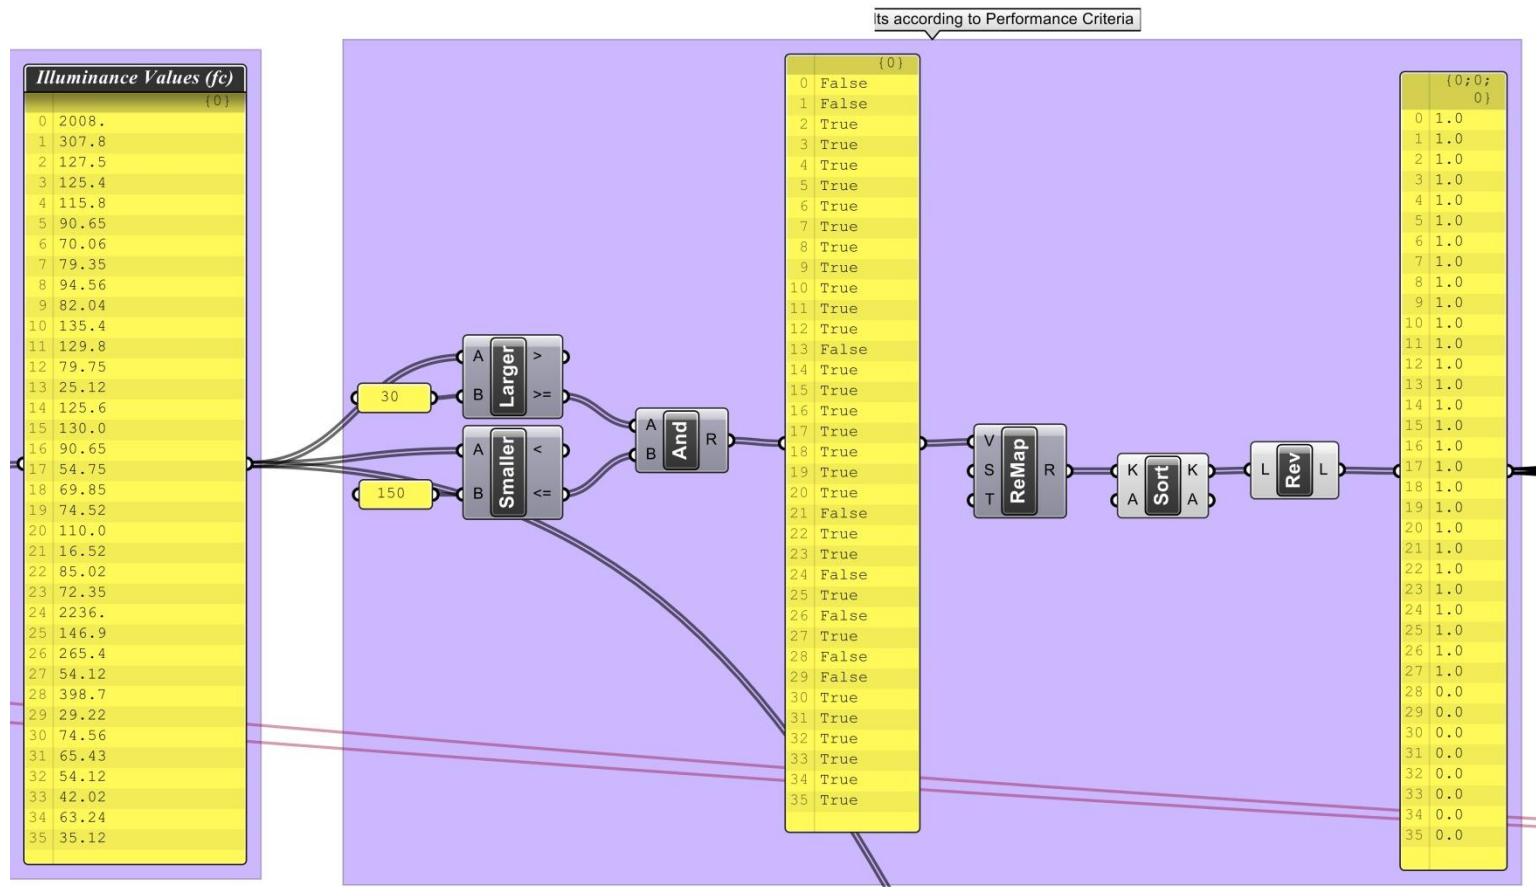 lts according to Performance Criteria
Illuminance Values (fc)
{0}
0 2008.
1 307.8
2 127.5
3 125.4
4 115.8
5 90.65
6 70.06
7 79.35
8 94.56
9 82.04
10 135.4
11 129.8
12 79.75
13 25.12
14 125.6
15 130.0
16 90.65
17 54.75
18 69.85
19 74.52
20 110.0
21 16.52
22 85.02
23 72.35
24 2236.
25 146.9
26 265.4
27 54.12
28 398.7
29 29.22
30 74.56
31 65.43
32 54.12
33 42.02
34 63.24
35 35.12
30
A >
Larger
B >=
150
A <
Smaller
B <=
A
And R
B
{0}
0 False
1 False
2 True
3 True
4 True
5 True
6 True
7 True
8 True
9 True
10 True
11 True
12 True
13 False
14 True
15 True
16 True
17 True
18 True
19 True
20 True
21 False
22 True
23 True
24 False
25 True
26 False
27 True
28 False
29 False
30 True
31 True
32 True
33 True
34 True
35 True
V
S ReMap R
T
K K
Sort
A A
L Rev L
{0;0;
0}
0 1.0
1 1.0
2 1.0
3 1.0
4 1.0
5 1.0
6 1.0
7 1.0
8 1.0
9 1.0
10 1.0
11 1.0
12 1.0
13 1.0
14 1.0
15 1.0
16 1.0
17 1.0
18 1.0
19 1.0
20 1.0
21 1.0
22 1.0
23 1.0
24 1.0
25 1.0
26 1.0
27 1.0
28 0.0
29 0.0
30 0.0
31 0.0
32 0.0
33 0.0
34 0.0
35 0.0